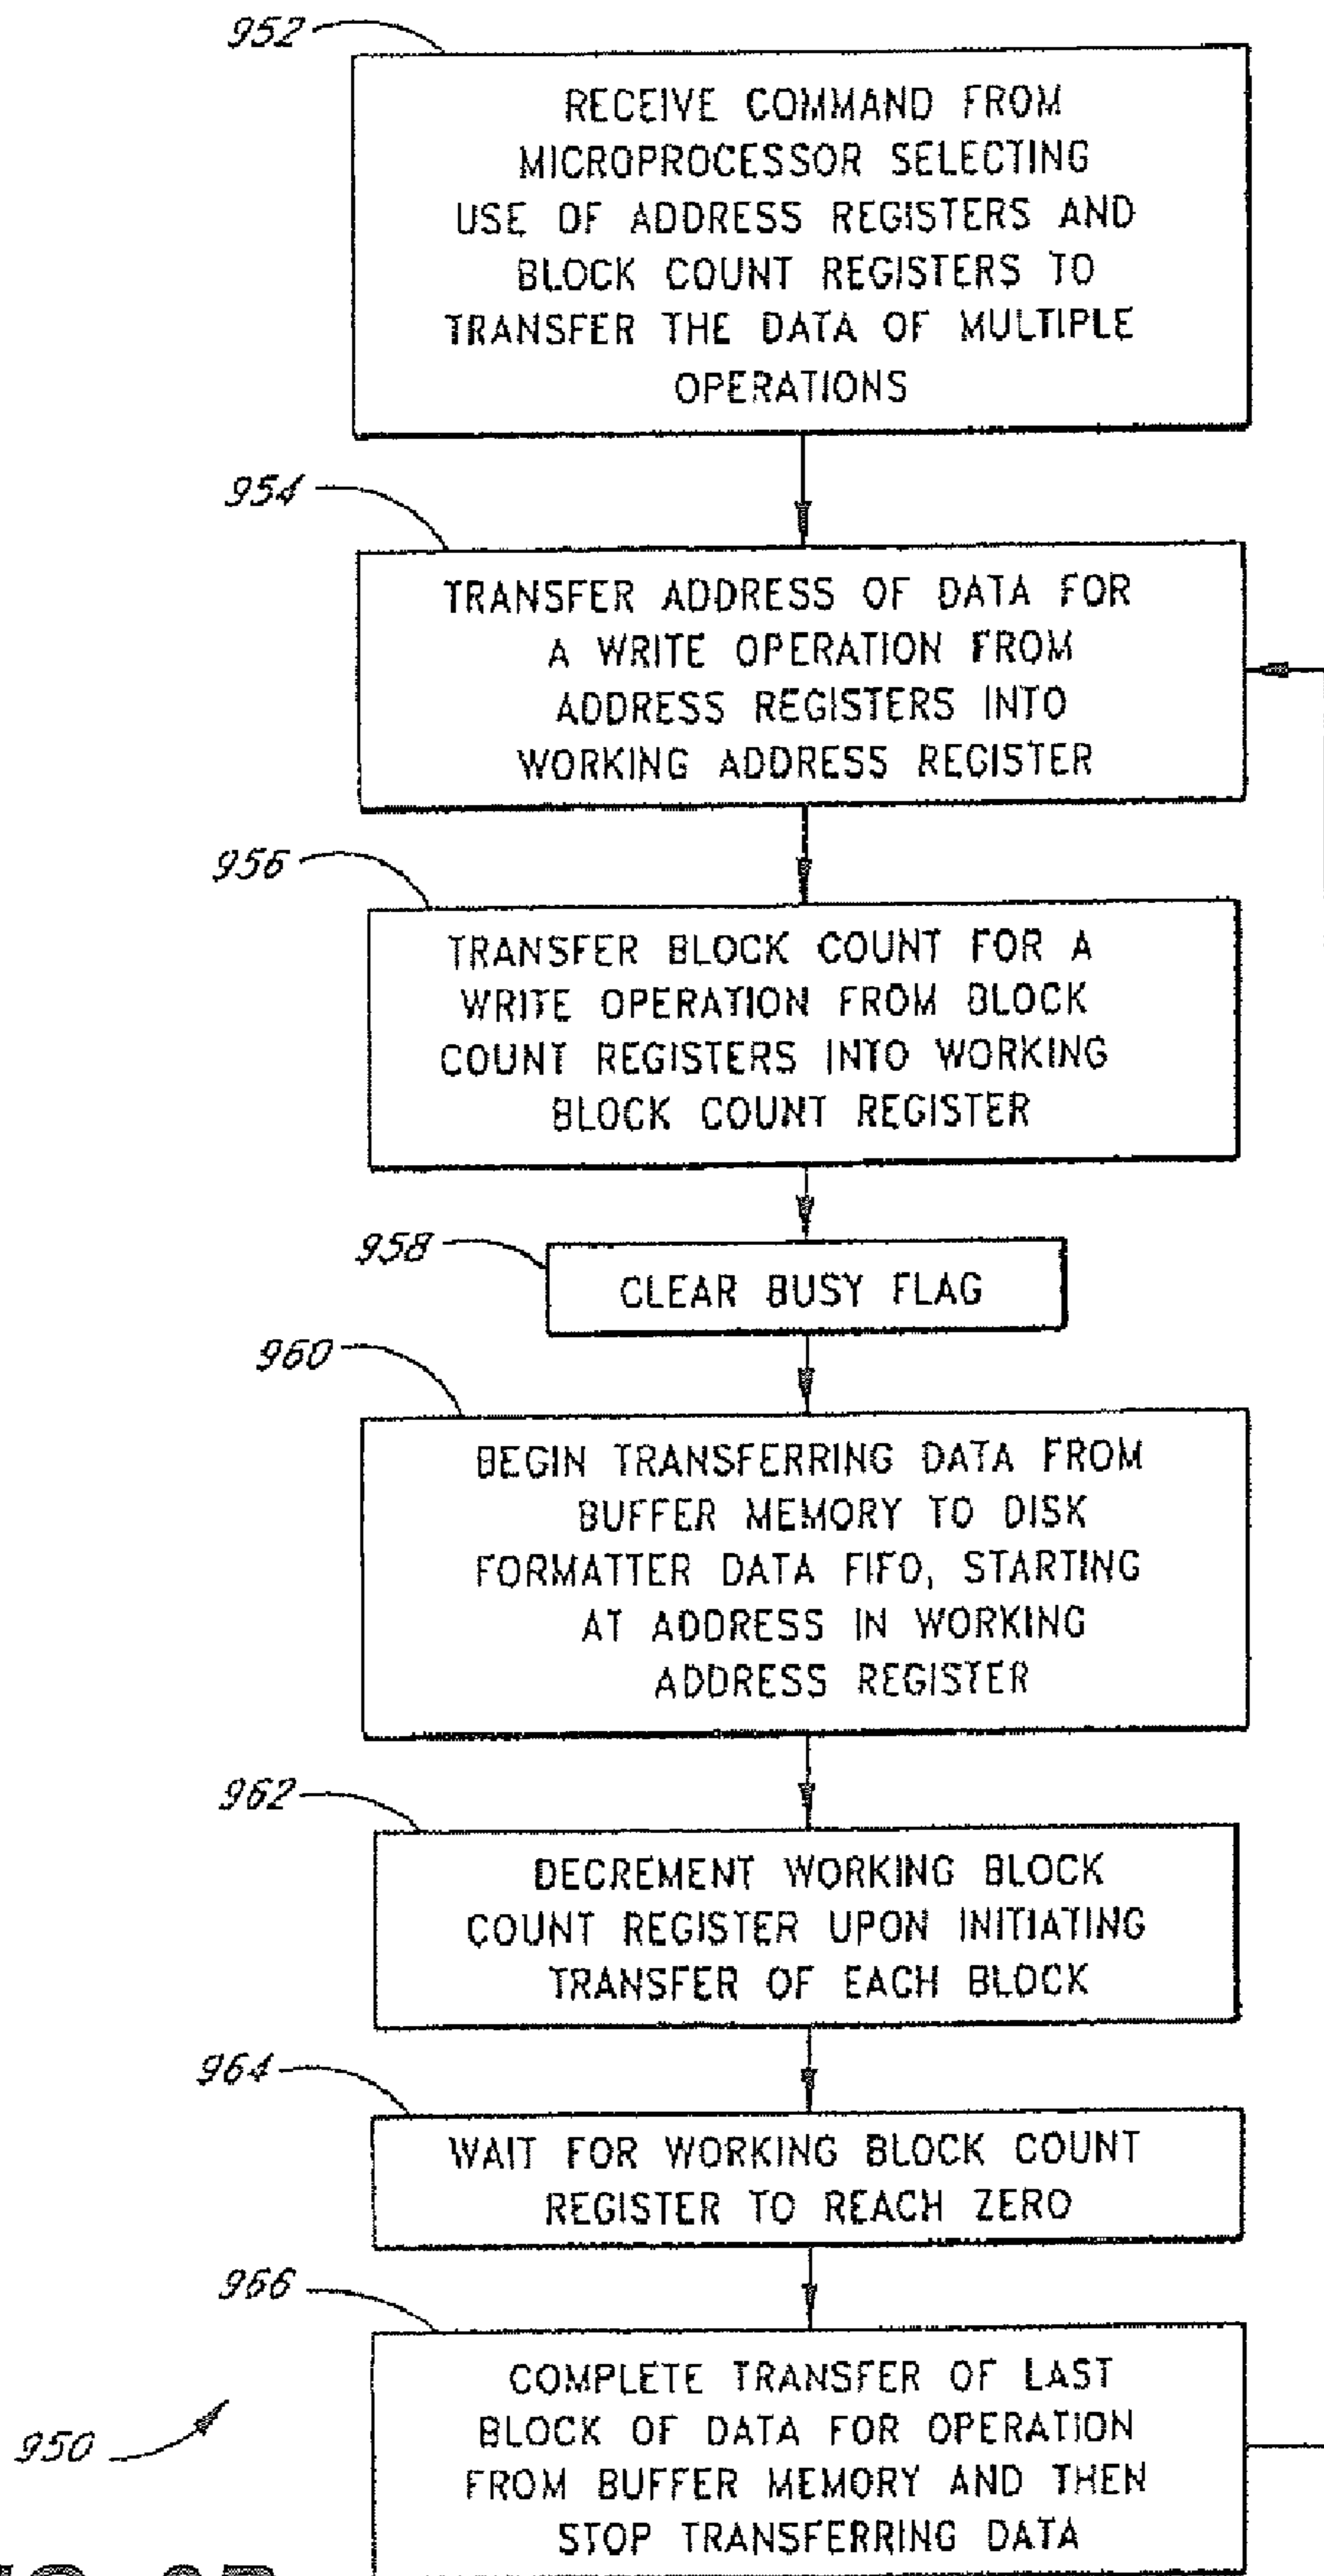 952
RECEIVE COMMAND FROM
MICROPROCESSOR SELECTING
USE OF ADDRESS REGISTERS AND
BLOCK COUNT REGISTERS TO
TRANSFER THE DATA OF MULTIPLE
OPERATIONS
954
TRANSFER ADDRESS OF DATA FOR
A WRITE OPERATION FROM
ADDRESS REGISTERS INTO
WORKING ADDRESS REGISTER
956
TRANSFER BLOCK COUNT FOR A
WRITE OPERATION FROM BLOCK
COUNT REGISTERS INTO WORKING
BLOCK COUNT REGISTER
958
CLEAR BUSY FLAG
960
BEGIN TRANSFERRING DATA FROM
BUFFER MEMORY TO DISK
FORMATTER DATA FIFO, STARTING
AT ADDRESS IN WORKING
ADDRESS REGISTER
962
DECREMENT WORKING BLOCK
COUNT REGISTER UPON INITIATING
TRANSFER OF EACH BLOCK
964
WAIT FOR WORKING BLOCK COUNT
REGISTER TO REACH ZERO
966
COMPLETE TRANSFER OF LAST
BLOCK OF DATA FOR OPERATION
FROM BUFFER MEMORY AND THEN
STOP TRANSFERRING DATA
950